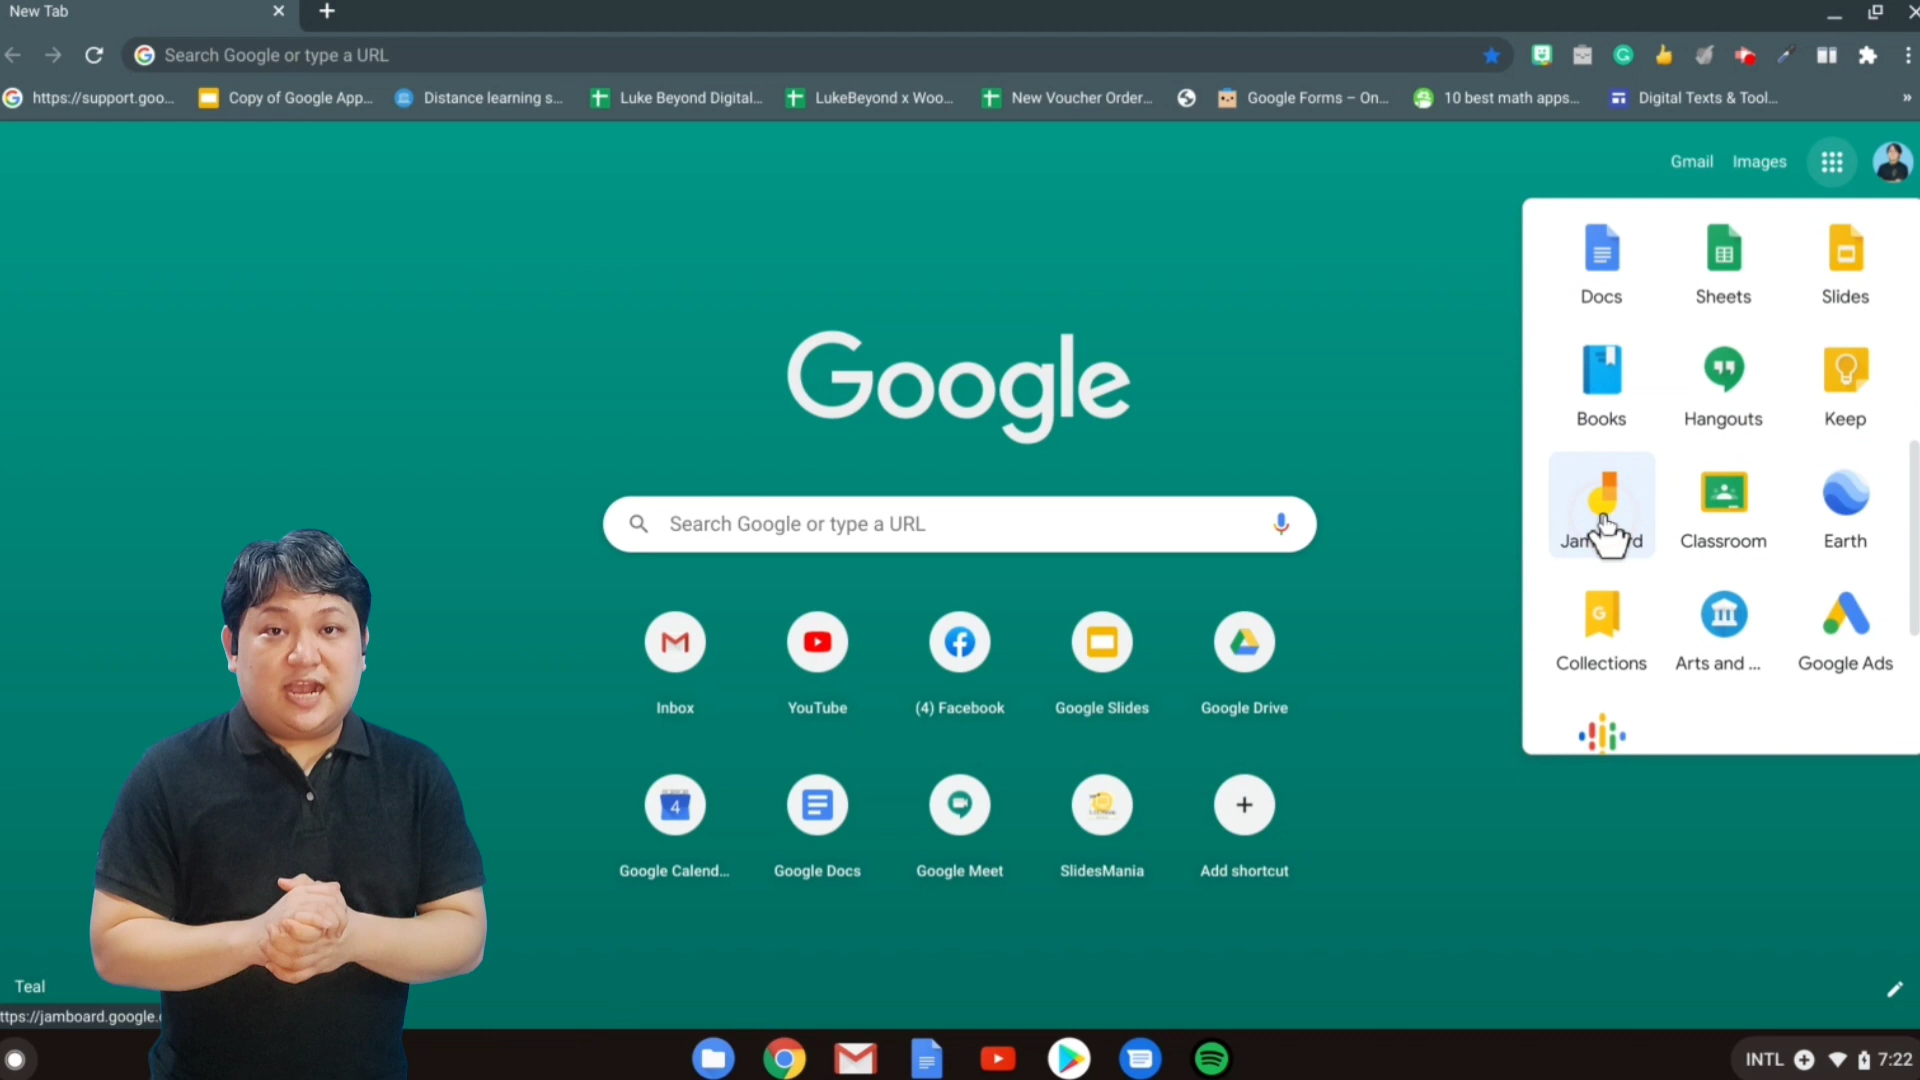 New Tab
Search Google or type a URL
https://support.goo...
Copy of Google App...
Distance learning s...
Luke Beyond Digital...
LukeBeyond x Woo...
New Voucher Order...
Google Forms – On...
10 best math apps...
Digital Texts & Tool...
»
Gmail
Images
Docs
Sheets
Slides
Google
Books
Hangouts
Keep
Search Google or type a URL
Classroom
Earth
Collections
Arts and ...
Google Ads
Inbox
YouTube
(4) Facebook
Google Slides
Google Drive
4
Google Calend...
Google Docs
Google Meet
SlidesMania
Add shortcut
Teal
ttps://jamboard.google.
INTL
7:22